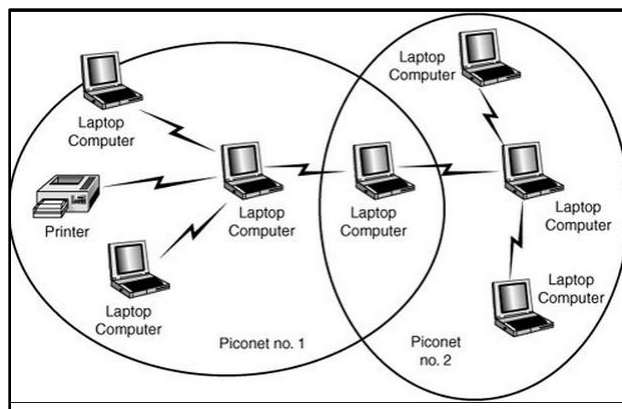 Laptop
Computer
Laptop
Computer
Printer
Laptop
Computer
Laptop
Computer
Laptop
Computer
Laptop
Computer
Laptop
Computer
Piconet no. 1
Piconet
no. 2